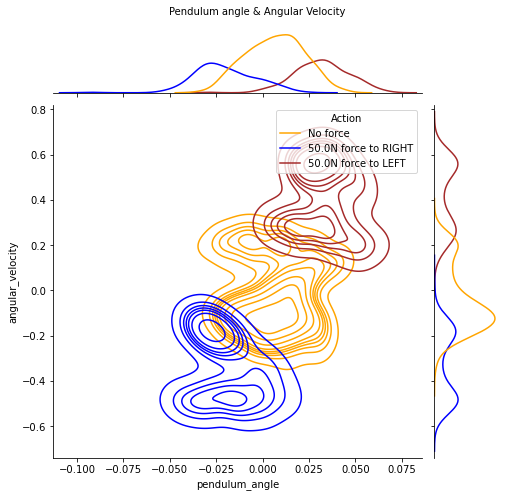 Pendulum angle & Angular Velocity
Action
No force
50.0N force to RIGHT
50.0N force to LEFT
0.8
0.6
0.4
0.2
0.0
−0.2
−0.4
−0.6
angular_velocity
−0.100 −0.075 −0.050 −0.025 0.000 0.025 0.050 0.075
pendulum_angle